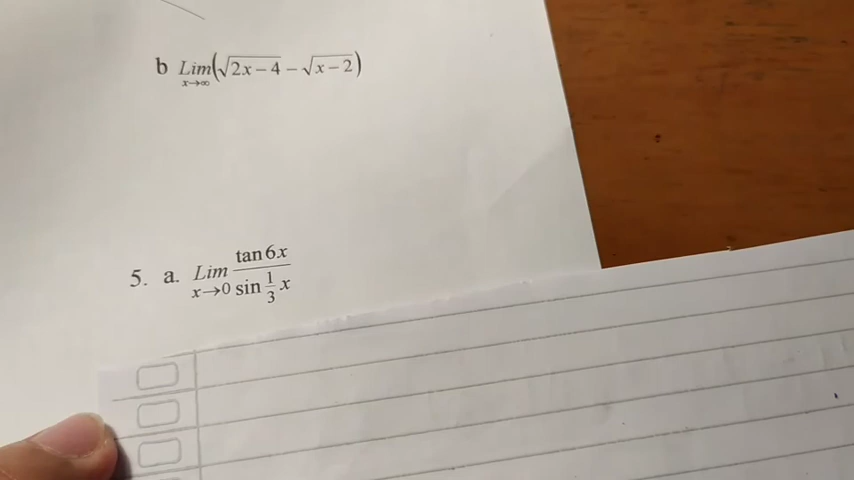 b Lim x→∞ (√2x − 4 − √x − 2)
5. a. Lim x→0 tan 6x / sin 1/3 x